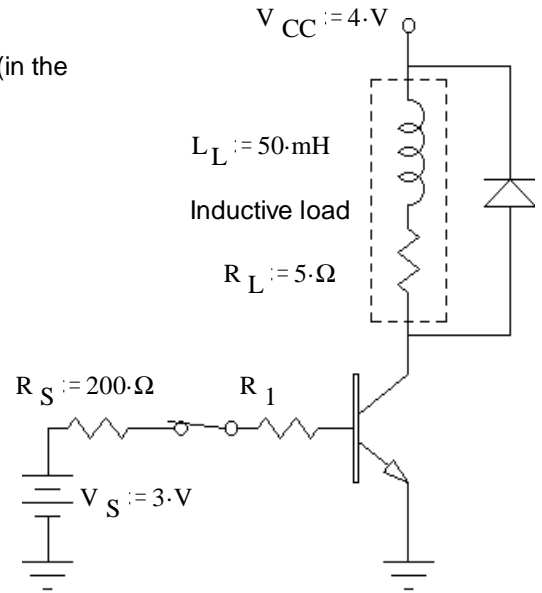 V CC := 4·V
(in the
L L := 50·mH
Inductive load
R L := 5·Ω
R S := 200·Ω R 1
V S := 3·V